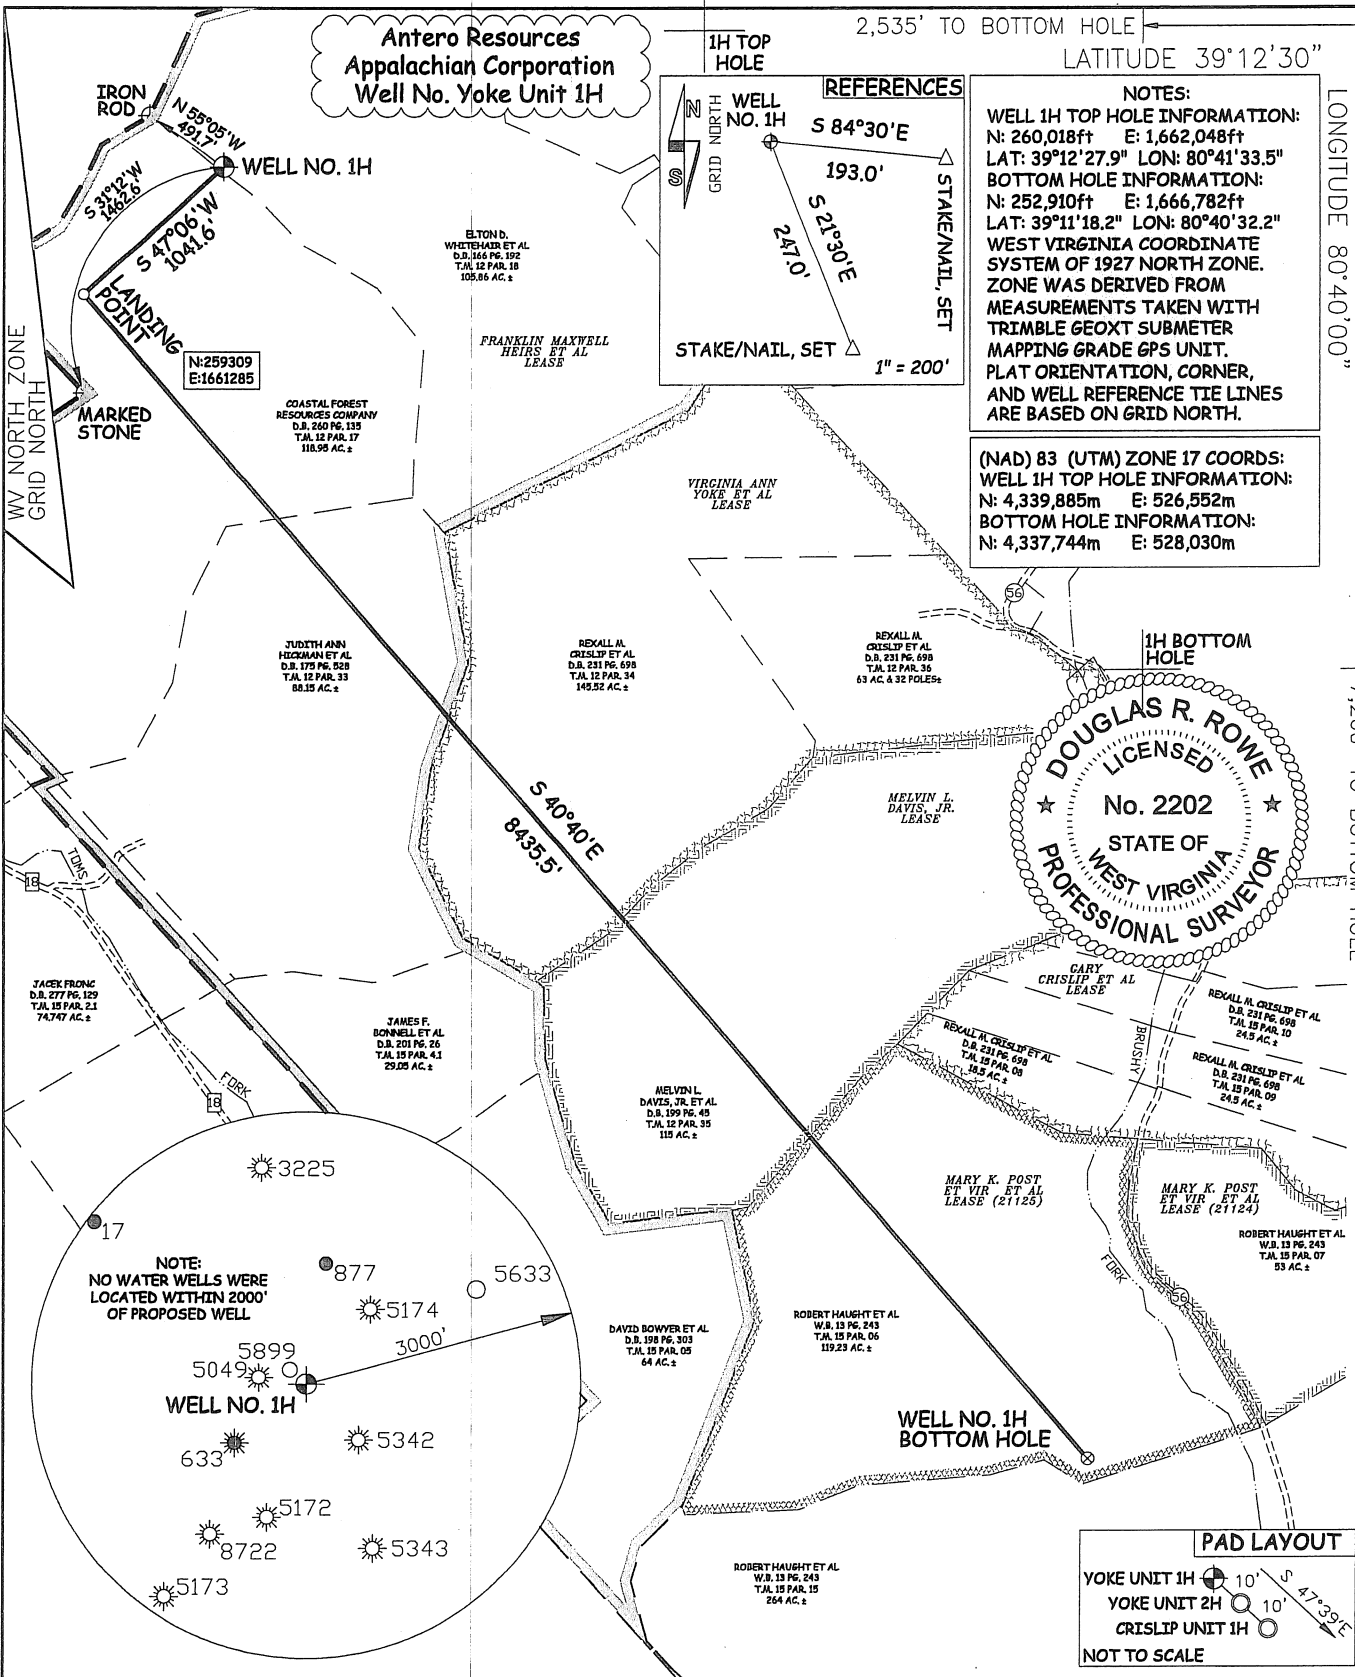 Antero Resources
Appalachian Corporation
Well No. Yoke Unit 1H
1H TOP
HOLE
2,535' TO BOTTOM HOLE
LATITUDE 39°12'30"
LONGITUDE 80°40'00"
IRON
ROD
N 55°05'W
491.7'
WELL NO. 1H
S 31°12'W
1462.6'
S 47°06'W
1041.6'
LANDING
POINT
N:259309
E:1661285
MARKED
STONE
WV NORTH ZONE
GRID NORTH
REFERENCES
N
S
GRID NORTH
WELL
NO. 1H
S 84°30'E
193.0'
S 21°30'E
247.0'
STAKE/NAIL, SET
STAKE/NAIL, SET
1" = 200'
NOTES:
WELL 1H TOP HOLE INFORMATION:
N: 260,018ft E: 1,662,048ft
LAT: 39°12'27.9" LON: 80°41'33.5"
BOTTOM HOLE INFORMATION:
N: 252,910ft E: 1,666,782ft
LAT: 39°11'18.2" LON: 80°40'32.2"
WEST VIRGINIA COORDINATE
SYSTEM OF 1927 NORTH ZONE.
ZONE WAS DERIVED FROM
MEASUREMENTS TAKEN WITH
TRIMBLE GEOXT SUBMETER
MAPPING GRADE GPS UNIT.
PLAT ORIENTATION, CORNER,
AND WELL REFERENCE TIE LINES
ARE BASED ON GRID NORTH.
(NAD) 83 (UTM) ZONE 17 COORDS:
WELL 1H TOP HOLE INFORMATION:
N: 4,339,885m E: 526,552m
BOTTOM HOLE INFORMATION:
N: 4,337,744m E: 528,030m
ELTON D.
WHITEHAIR ET AL
D.B. 166 PG. 192
T.M. 12 PAR. 18
105.86 AC. ±
FRANKLIN MAXWELL
HEIRS ET AL
LEASE
COASTAL FOREST
RESOURCES COMPANY
D.B. 260 PG. 135
T.M. 12 PAR. 17
118.95 AC. ±
VIRGINIA ANN
YOKE ET AL
LEASE
56
JUDITH ANN
HICKMAN ET AL
D.B. 175 PG. 528
T.M. 12 PAR. 33
88.15 AC. ±
REXALL M.
CRISLIP ET AL
D.B. 231 PG. 698
T.M. 12 PAR. 34
145.52 AC. ±
REXALL M.
CRISLIP ET AL
D.B. 231 PG. 698
T.M. 12 PAR. 36
63 AC. & 32 POLES±
1H BOTTOM
HOLE
TO BOTTOM HOLE
DOUGLAS R. ROWE
LICENSED
No. 2202
STATE OF
WEST VIRGINIA
PROFESSIONAL SURVEYOR
S 40°40'E
8435.5'
MELVIN L.
DAVIS, JR.
LEASE
TOMS
18
JACEK FRONC
D.B. 277 PG. 129
T.M. 15 PAR. 2.1
74.747 AC. ±
FORK
18
JAMES F.
BONNELL ET AL
D.B. 201 PG. 26
T.M. 15 PAR. 4.1
29.05 AC. ±
MELVIN L.
DAVIS, JR. ET AL
D.B. 199 PG. 45
T.M. 12 PAR. 35
115 AC. ±
GARY
CRISLIP ET AL
LEASE
REXALL M. CRISLIP ET AL
D.B. 231 PG. 698
T.M. 15 PAR. 10
24.5 AC. ±
REXALL M. CRISLIP ET AL
D.B. 231 PG. 698
T.M. 15 PAR. 08
18.5 AC. ±
REXALL M. CRISLIP ET AL
D.B. 231 PG. 698
T.M. 15 PAR. 09
24.5 AC. ±
BRUSHY
MARY K. POST
ET VIR ET AL
LEASE (21125)
MARY K. POST
ET VIR ET AL
LEASE (21124)
ROBERT HAUGHT ET AL
W.B. 13 PG. 243
T.M. 15 PAR. 07
53 AC. ±
FORK
56
3225
17
NOTE:
NO WATER WELLS WERE
LOCATED WITHIN 2000'
OF PROPOSED WELL
877
5633
5174
3000'
5899
5049
WELL NO. 1H
633
5342
5172
8722
5343
5173
DAVID BOWYER ET AL
D.B. 198 PG. 303
T.M. 15 PAR. 05
64 AC. ±
ROBERT HAUGHT ET AL
W.B. 13 PG. 243
T.M. 15 PAR. 06
119.23 AC. ±
WELL NO. 1H
BOTTOM HOLE
ROBERT HAUGHT ET AL
W.B. 13 PG. 243
T.M. 15 PAR. 15
264 AC. ±
PAD LAYOUT
YOKE UNIT 1H 10'
YOKE UNIT 2H 10'
CRISLIP UNIT 1H
S 47°39'E
NOT TO SCALE